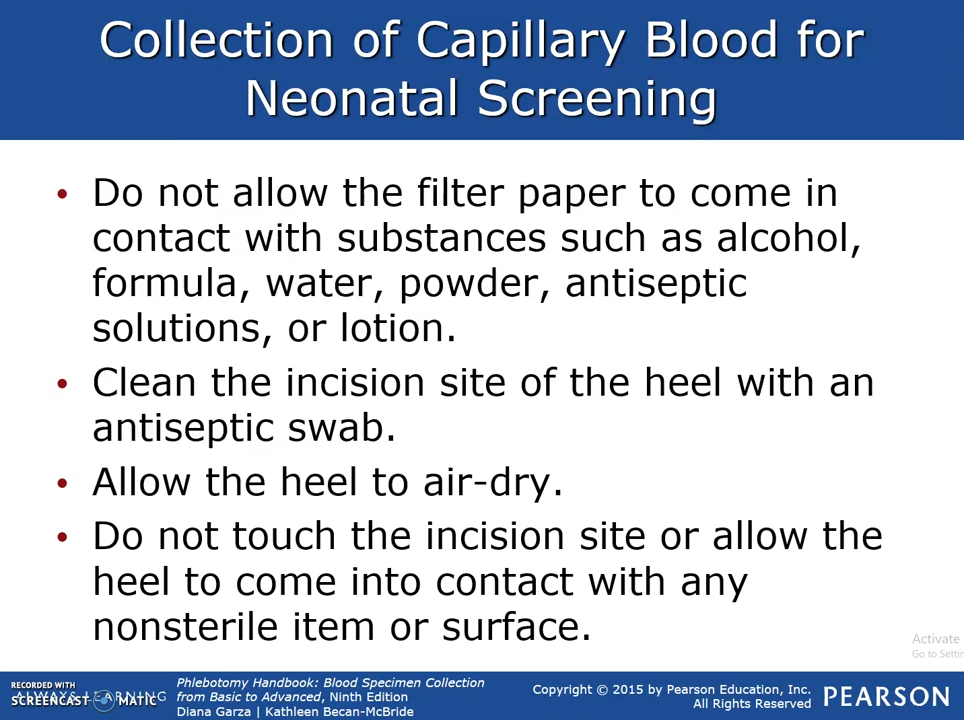 Collection of Capillary Blood for
Neonatal Screening
• Do not allow the filter paper to come in
contact with substances such as alcohol,
formula, water, powder, antiseptic
solutions, or lotion.
• Clean the incision site of the heel with an
antiseptic swab.
• Allow the heel to air-dry.
• Do not touch the incision site or allow the
heel to come into contact with any
nonsterile item or surface.
Activate
Go to Settin
RECORDED WITH
SCREENCAST MATIC
ALWAYS LEARNING
Phlebotomy Handbook: Blood Specimen Collection
from Basic to Advanced, Ninth Edition
Diana Garza | Kathleen Becan-McBride
Copyright © 2015 by Pearson Education, Inc.
All Rights Reserved
PEARSON